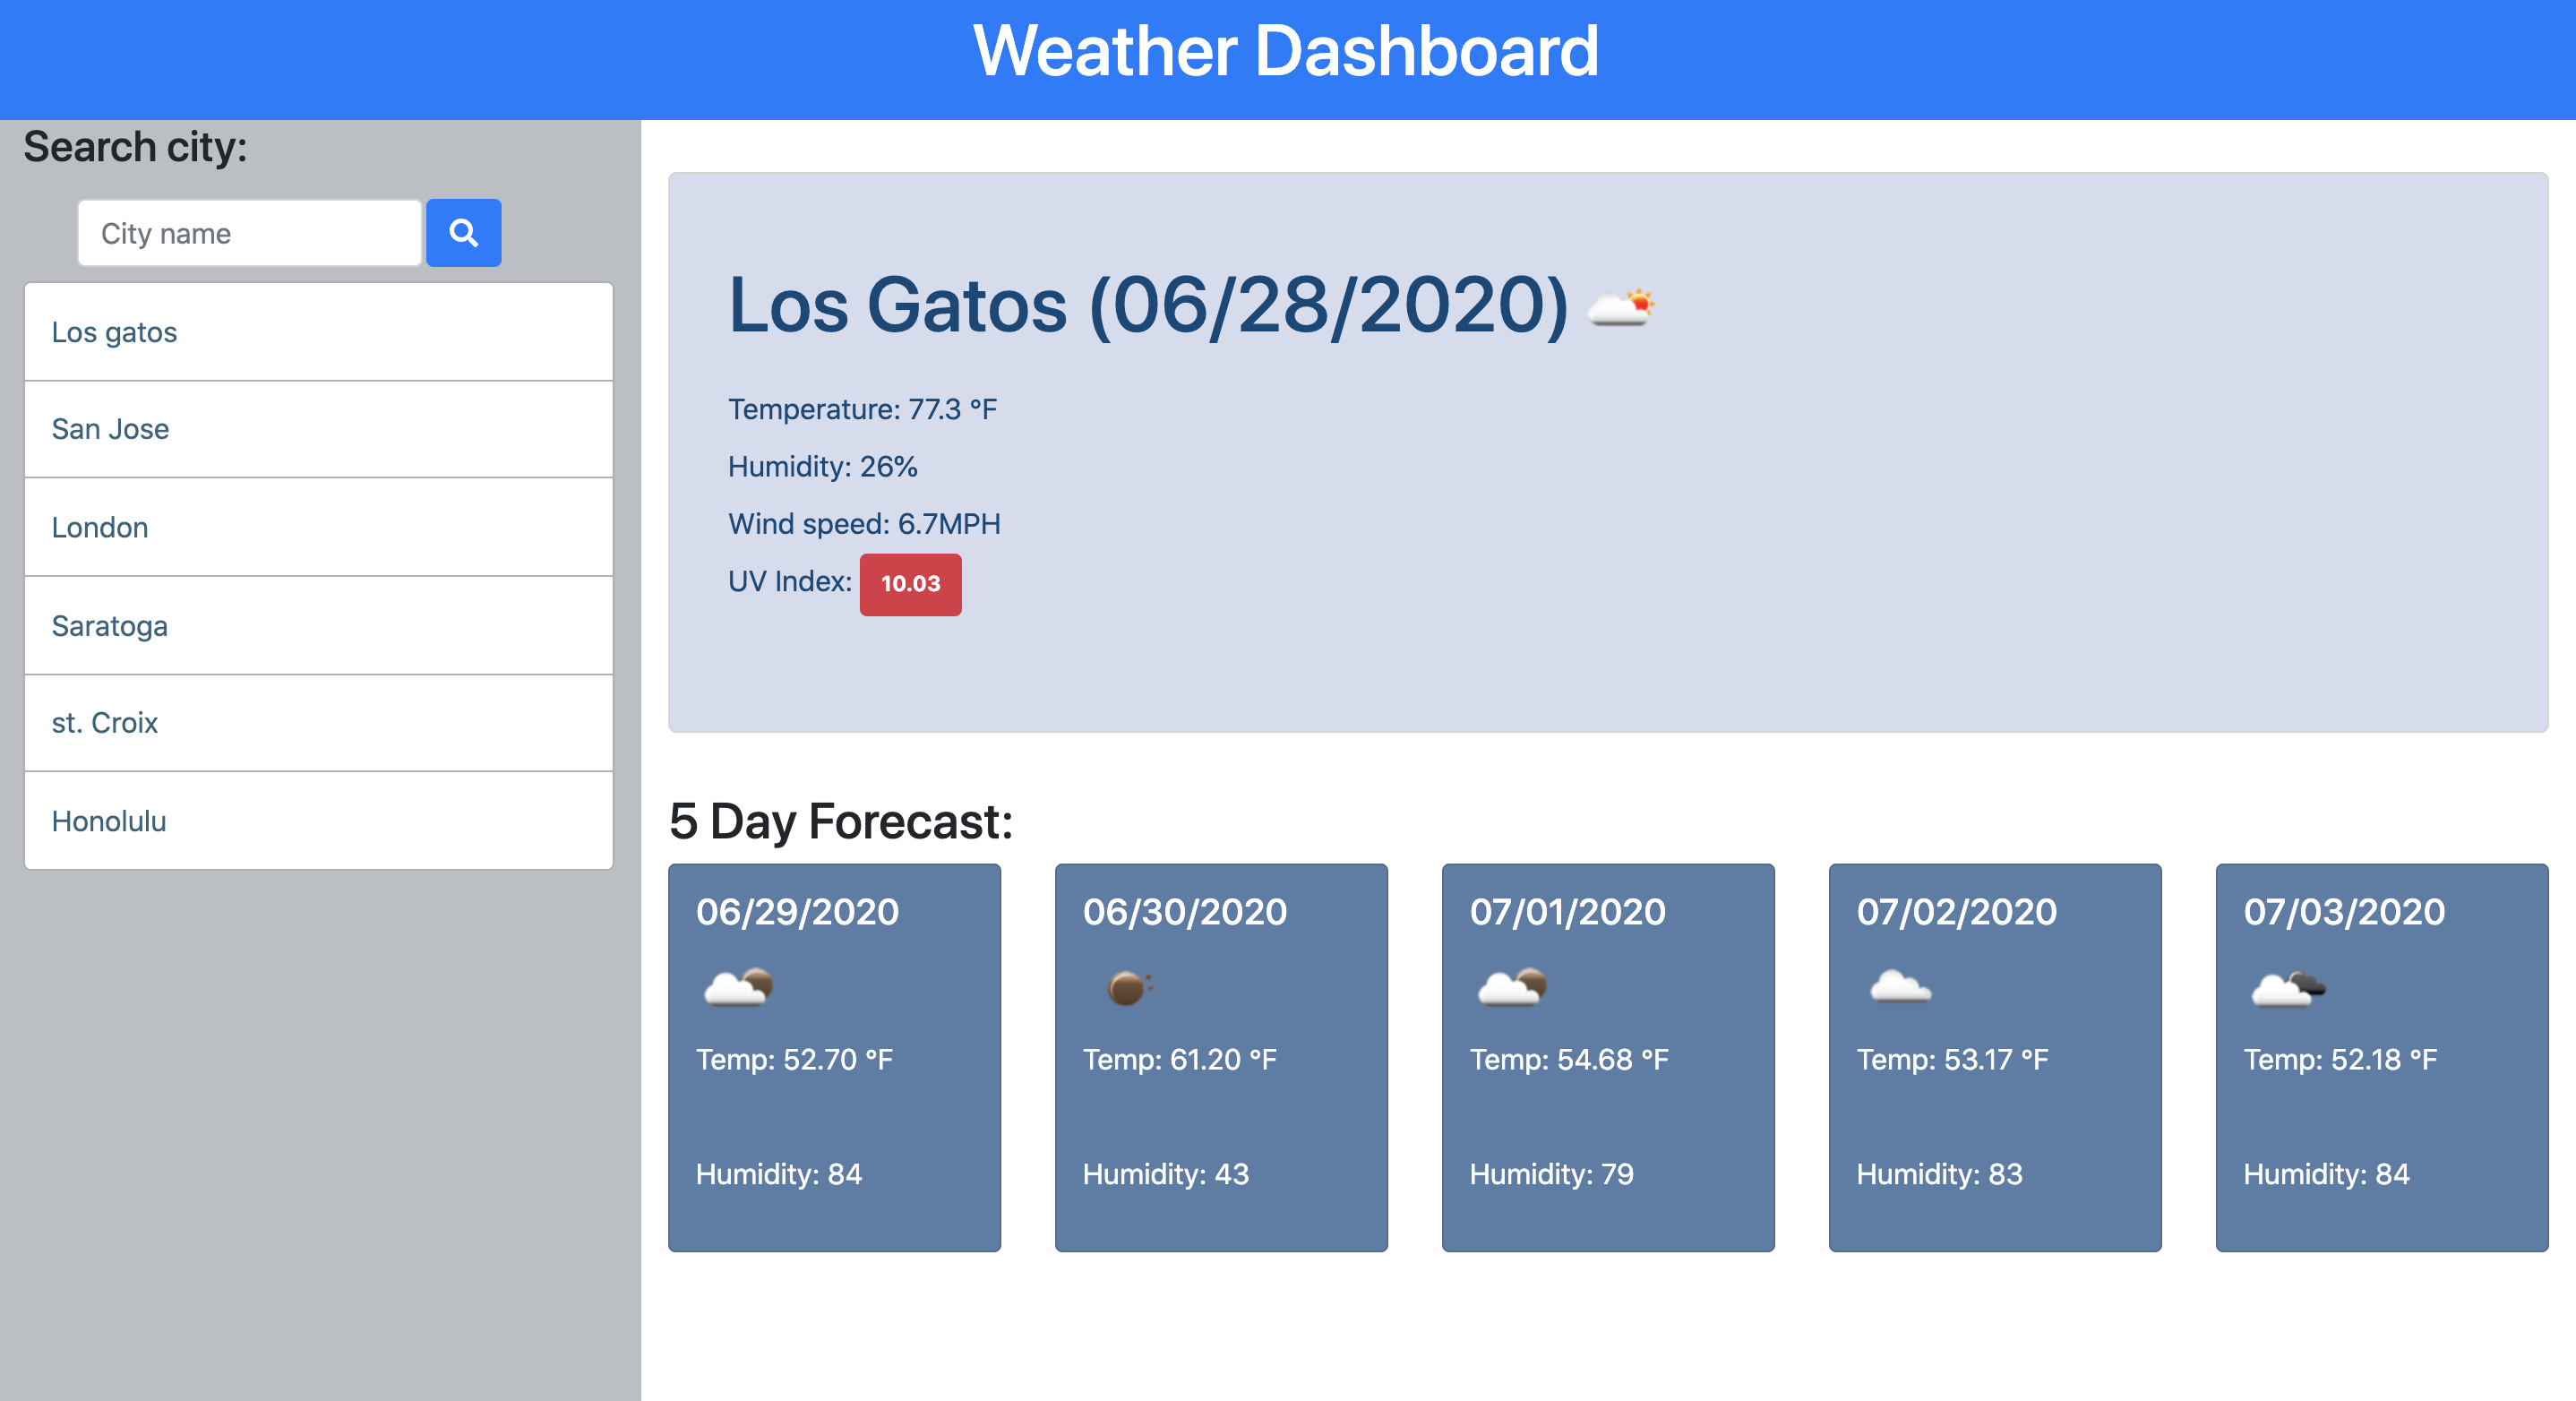 Weather Dashboard
Search city:
City name
Los gatos
San Jose
London
Saratoga
st. Croix
Honolulu
Los Gatos (06/28/2020)
Temperature: 77.3 °F
Humidity: 26%
Wind speed: 6.7MPH
UV Index: 10.03
5 Day Forecast:
06/29/2020
Temp: 52.70 °F
Humidity: 84
06/30/2020
Temp: 61.20 °F
Humidity: 43
07/01/2020
Temp: 54.68 °F
Humidity: 79
07/02/2020
Temp: 53.17 °F
Humidity: 83
07/03/2020
Temp: 52.18 °F
Humidity: 84